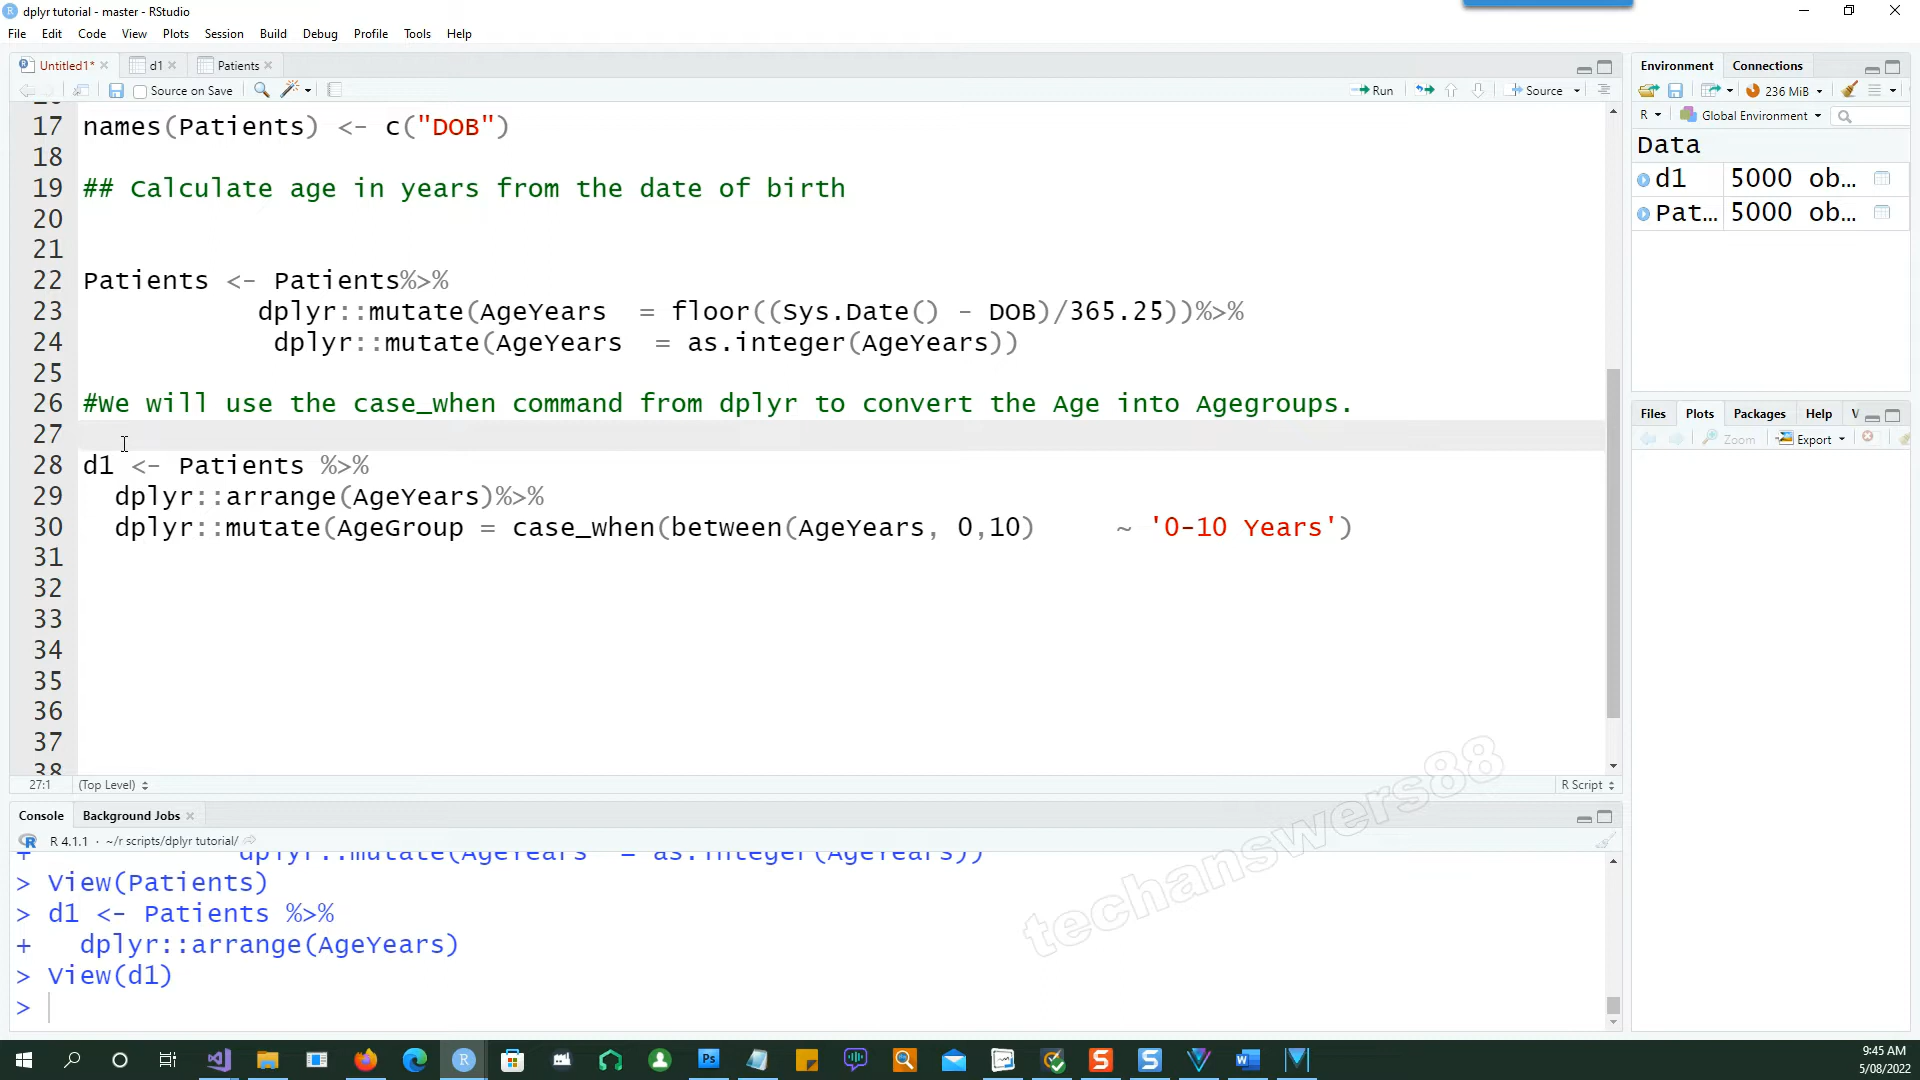 dplyr tutorial - master - RStudio
File Edit Code View Plots Session Build Debug Profile Tools Help
Untitled1* d1 Patients
Source on Save Run Source
17 names(Patients) <- c("DOB")
18
19 ## Calculate age in years from the date of birth
20
21
22 Patients <- Patients%>%
23 dplyr::mutate(AgeYears = floor((Sys.Date() - DOB)/365.25))%>%
24 dplyr::mutate(AgeYears = as.integer(AgeYears))
25
26 #We will use the case_when command from dplyr to convert the Age into Agegroups.
27
28 d1 <- Patients %>%
29 dplyr::arrange(AgeYears)%>%
30 dplyr::mutate(AgeGroup = case_when(between(AgeYears, 0,10) ~ '0-10 Years')
31
32
33
34
35
36
37
38
27:1 (Top Level) R Script
Console Background Jobs
R 4.1.1 · ~/r scripts/dplyr tutorial/
+ dplyr::mutate(AgeYears = as.integer(AgeYears))
> View(Patients)
> d1 <- Patients %>%
+ dplyr::arrange(AgeYears)
> View(d1)
>
Environment Connections
236 MiB
R Global Environment
Data
d1 5000 ob...
Pat... 5000 ob...
Files Plots Packages Help V
Zoom Export
techanswers88
9:45 AM
5/08/2022